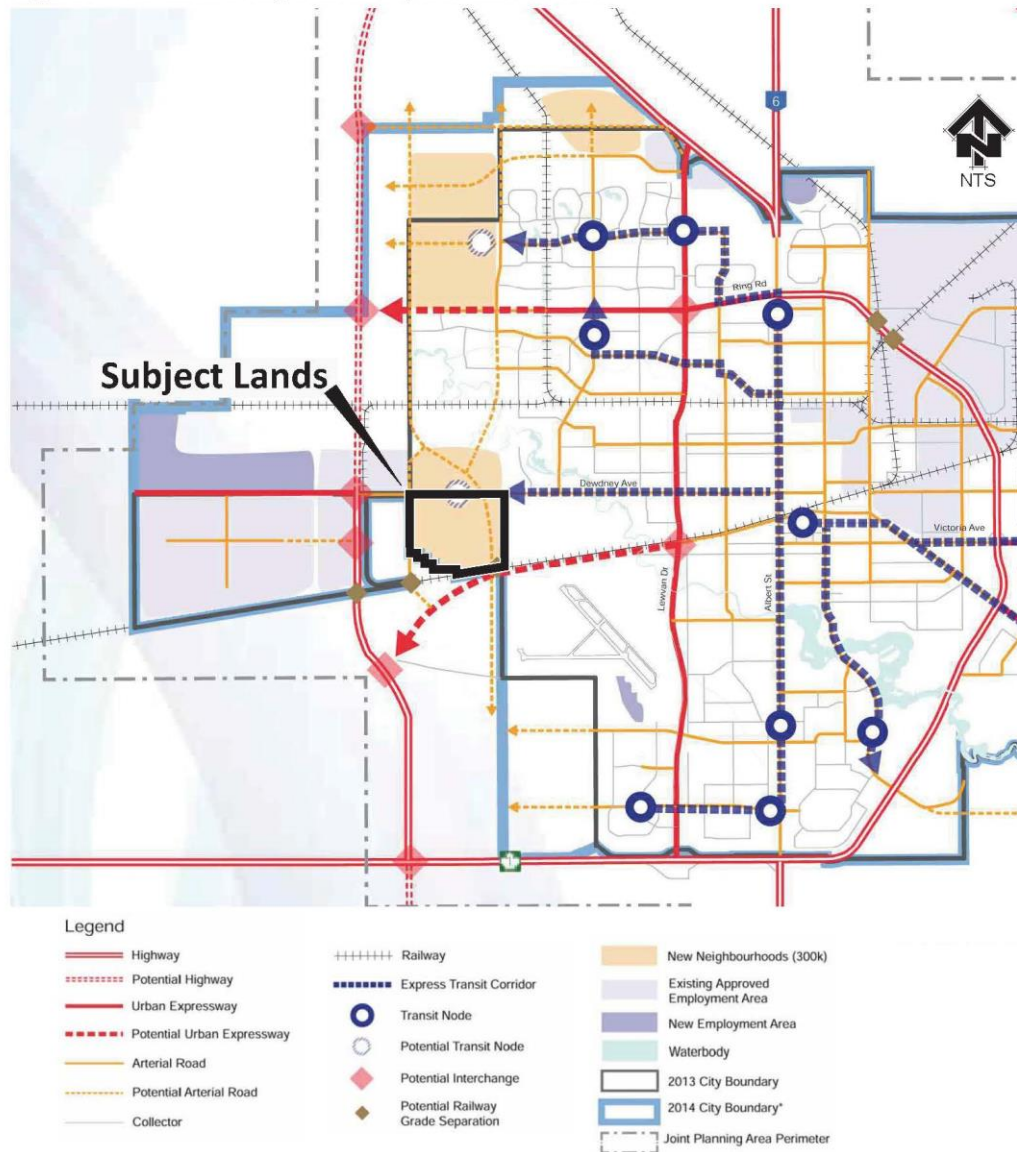 6
NTS
Ring Rd
Subject Lands
Dewdney Ave
Victoria Ave
Lewvan Dr
Albert St
1
Legend
Highway
Potential Highway
Urban Expressway
Potential Urban Expressway
Arterial Road
Potential Arterial Road
Collector
Railway
Express Transit Corridor
Transit Node
Potential Transit Node
Potential Interchange
Potential Railway
Grade Separation
New Neighbourhoods (300k)
Existing Approved
Employment Area
New Employment Area
Waterbody
2013 City Boundary
2014 City Boundary*
Joint Planning Area Perimeter